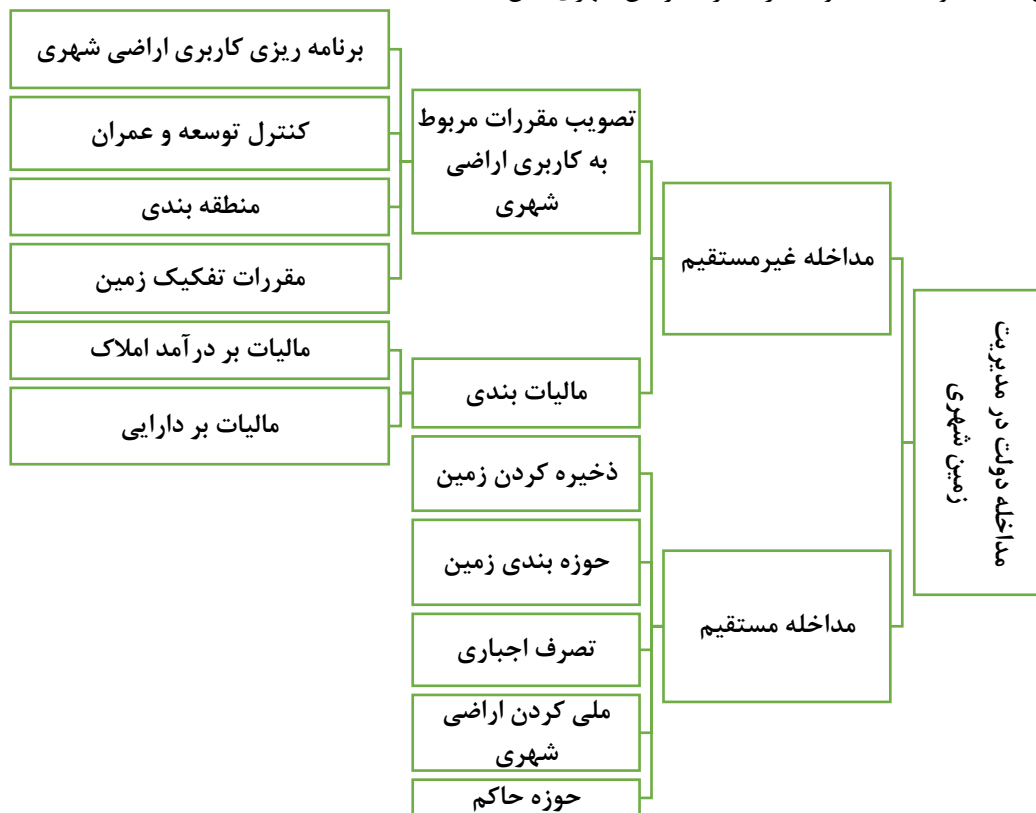 مداخله دولت در مدیریت
زمین شهری
مداخله غیرمستقیم
تصویب مقررات مربوط
به کاربری اراضی
شهری
برنامه ریزی کاربری اراضی شهری
کنترل توسعه و عمران
منطقه بندی
مقررات تفکیک زمین
مالیات بندی
مالیات بر درآمد املاک
مالیات بر دارایی
مداخله مستقیم
ذخیره کردن زمین
حوزه بندی زمین
تصرف اجباری
ملی کردن اراضی
شهری
حوزه حاکم